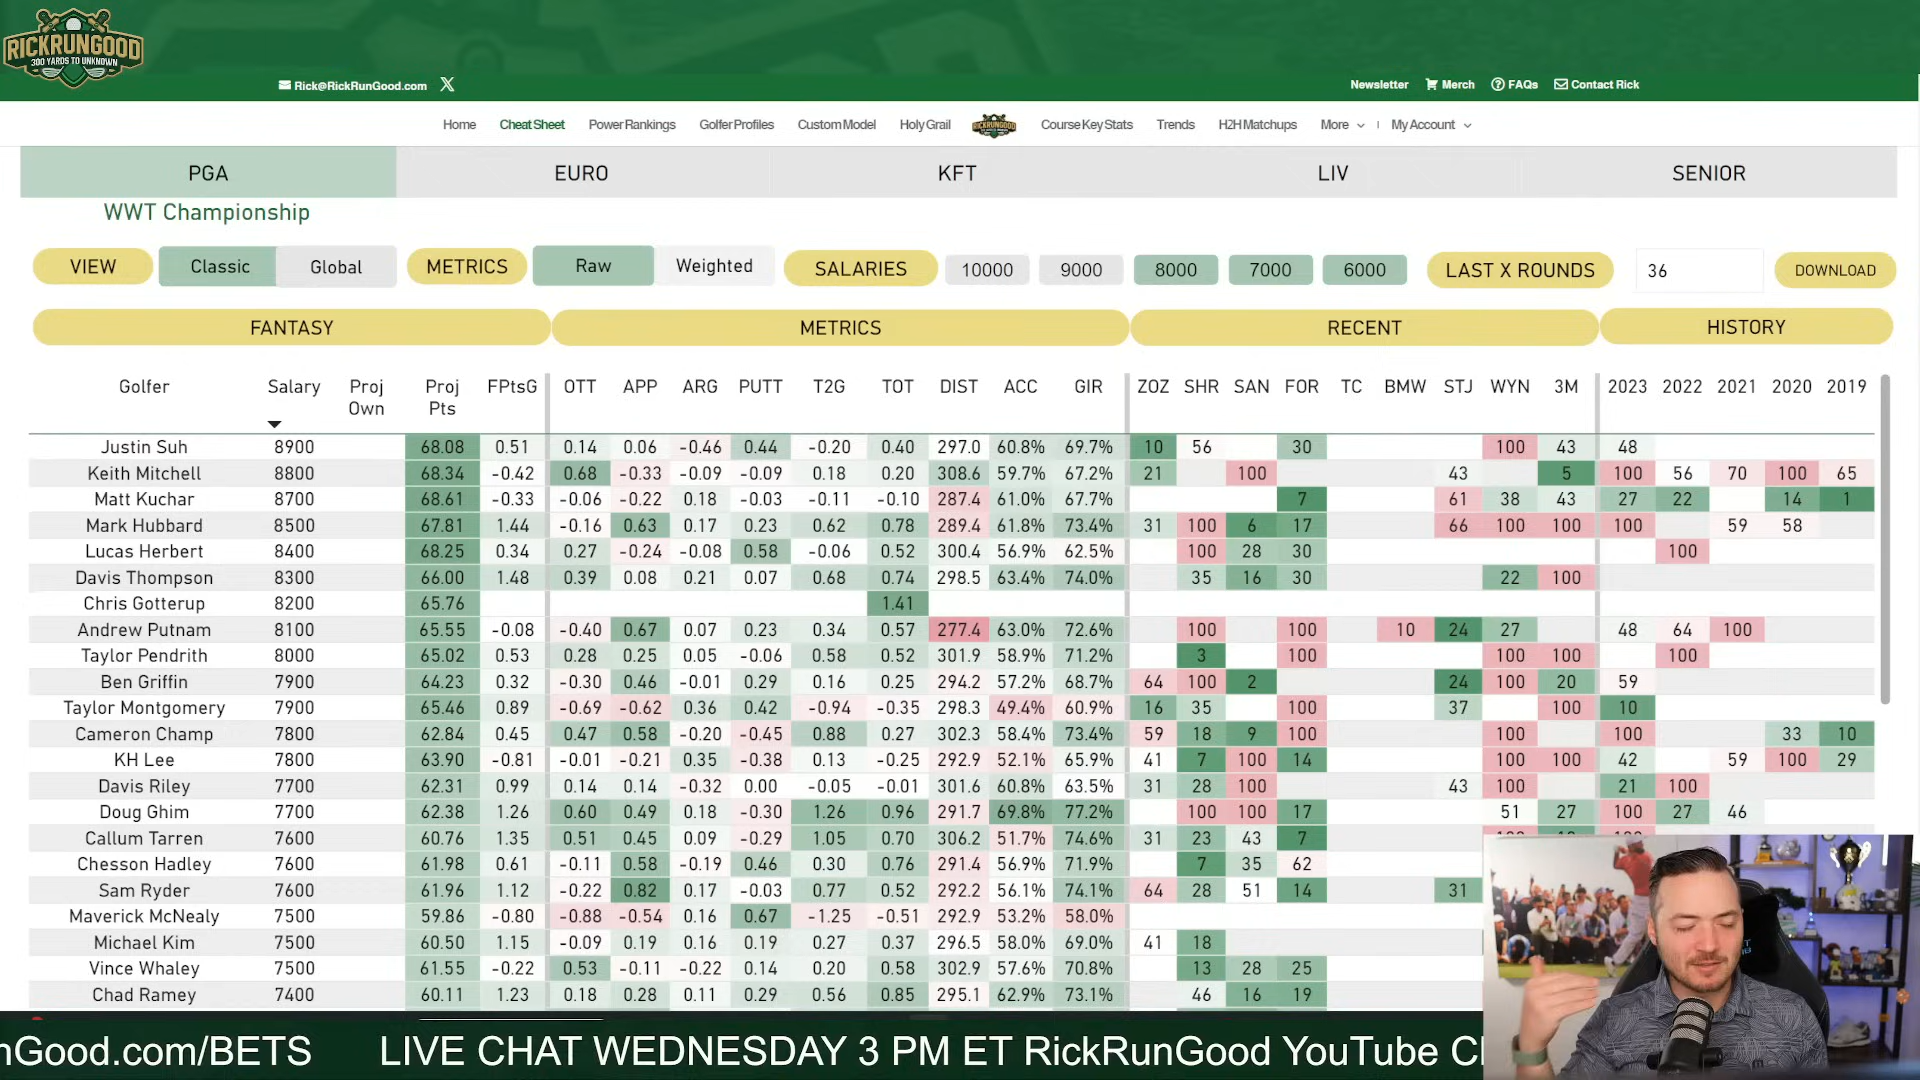 RICKRUNGOOD
300 YARDS TO UNKNOWN
Rick@RickRunGood.com X Newsletter Merch FAQs Contact Rick
Home Cheat Sheet Power Rankings Golfer Profiles Custom Model Holy Grail RICKRUNGOOD Course Key Stats Trends H2H Matchups More My Account
PGA EURO KFT LIV SENIOR
WWT Championship
VIEW Classic Global METRICS Raw Weighted SALARIES 10000 9000 8000 7000 6000 LAST X ROUNDS 36 DOWNLOAD
FANTASY METRICS RECENT HISTORY
Golfer Salary Proj Own Proj Pts FPtsG OTT APP ARG PUTT T2G TOT DIST ACC GIR ZOZ SHR SAN FOR TC BMW STJ WYN 3M 2023 2022 2021 2020 2019
Justin Suh 8900 68.08 0.51 0.14 0.06 -0.46 0.44 -0.20 0.40 297.0 60.8% 69.7% 10 56 30 100 43 48
Keith Mitchell 8800 68.34 -0.42 0.68 -0.33 -0.09 -0.09 0.18 0.20 308.6 59.7% 67.2% 21 100 43 5 100 56 70 100 65
Matt Kuchar 8700 68.61 -0.33 -0.06 -0.22 0.18 -0.03 -0.11 -0.10 287.4 61.0% 67.7% 7 61 38 43 27 22 14 1
Mark Hubbard 8500 67.81 1.44 -0.16 0.63 0.17 0.23 0.62 0.78 289.4 61.8% 73.4% 31 100 6 17 66 100 100 100 59 58
Lucas Herbert 8400 68.25 0.34 0.27 -0.24 -0.08 0.58 -0.06 0.52 300.4 56.9% 62.5% 100 28 30 100
Davis Thompson 8300 66.00 1.48 0.39 0.08 0.21 0.07 0.68 0.74 298.5 63.4% 74.0% 35 16 30 22 100
Chris Gotterup 8200 65.76 1.41
Andrew Putnam 8100 65.55 -0.08 -0.40 0.67 0.07 0.23 0.34 0.57 277.4 63.0% 72.6% 100 100 10 24 27 48 64 100
Taylor Pendrith 8000 65.02 0.53 0.28 0.25 0.05 -0.06 0.58 0.52 301.9 58.9% 71.2% 3 100 100 100 100
Ben Griffin 7900 64.23 0.32 -0.30 0.46 -0.01 0.29 0.16 0.25 294.2 57.2% 68.7% 64 100 2 24 100 20 59
Taylor Montgomery 7900 65.46 0.89 -0.69 -0.62 0.36 0.42 -0.94 -0.35 298.3 49.4% 60.9% 16 35 100 37 100 10
Cameron Champ 7800 62.84 0.45 0.47 0.58 -0.20 -0.45 0.88 0.27 302.3 58.4% 73.4% 59 18 9 100 100 100 33 10
KH Lee 7800 63.90 -0.81 -0.01 -0.21 0.35 -0.38 0.13 -0.25 292.9 52.1% 65.9% 41 7 100 14 100 100 42 59 100 29
Davis Riley 7700 62.31 0.99 0.14 0.14 -0.32 0.00 -0.05 -0.01 301.6 60.8% 63.5% 31 28 100 43 100 21 100
Doug Ghim 7700 62.38 1.26 0.60 0.49 0.18 -0.30 1.26 0.96 291.7 69.8% 77.2% 100 100 17 51 27 100 27 46
Callum Tarren 7600 60.76 1.35 0.51 0.45 0.09 -0.29 1.05 0.70 306.2 51.7% 74.6% 31 23 43 7
Chesson Hadley 7600 61.98 0.61 -0.11 0.58 -0.19 0.46 0.30 0.76 291.4 56.9% 71.9% 7 35 62
Sam Ryder 7600 61.96 1.12 -0.22 0.82 0.17 -0.03 0.77 0.52 292.2 56.1% 74.1% 64 28 51 14 31
Maverick McNealy 7500 59.86 -0.80 -0.88 -0.54 0.16 0.67 -1.25 -0.51 292.9 53.2% 58.0%
Michael Kim 7500 60.50 1.15 -0.09 0.19 0.16 0.19 0.27 0.37 296.5 58.0% 69.0% 41 18
Vince Whaley 7500 61.55 -0.22 0.53 -0.11 -0.22 0.14 0.20 0.58 302.9 57.6% 70.8% 13 28 25
Chad Ramey 7400 60.11 1.23 0.18 0.28 0.11 0.29 0.56 0.85 295.1 62.9% 73.1% 46 16 19
nGood.com/BETS LIVE CHAT WEDNESDAY 3 PM ET RickRunGood YouTube C